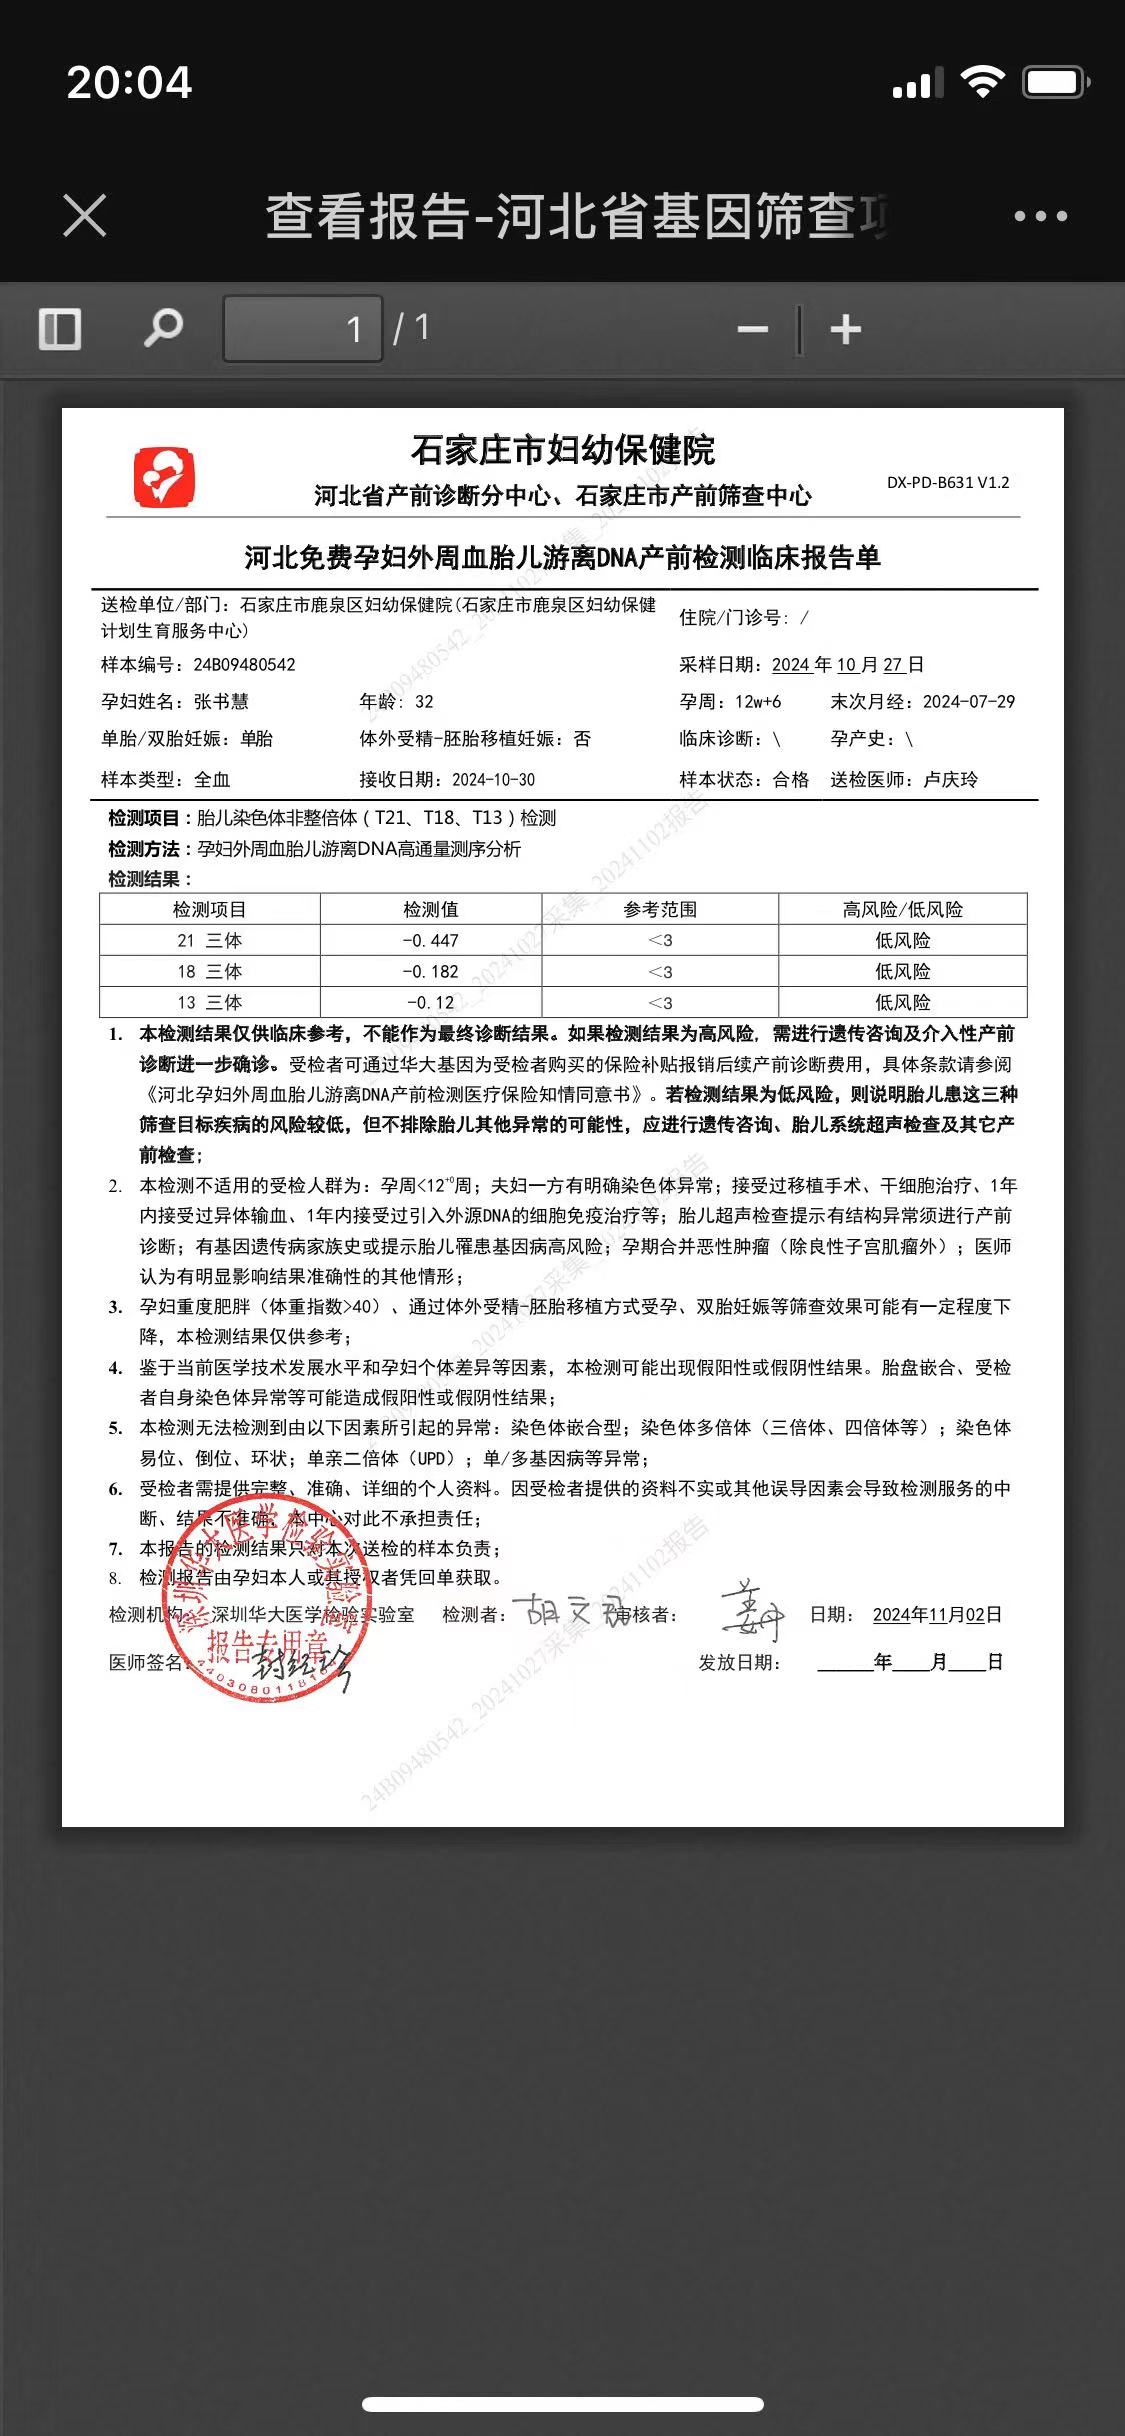 20:04
查看报告-河北省基因筛查项
1 / 1
石家庄市妇幼保健院
河北省产前诊断分中心、石家庄市产前筛查中心
DX-PD-B631 V1.2
河北免费孕妇外周血胎儿游离DNA产前检测临床报告单
送检单位/部门：石家庄市鹿泉区妇幼保健院(石家庄市鹿泉区妇幼保健
计划生育服务中心)
住院/门诊号：/
样本编号：24B09480542 采样日期：2024 年 10 月 27 日
孕妇姓名：张书慧 年龄：32 孕周：12w+6 末次月经：2024-07-29
单胎/双胎妊娠：单胎 体外受精-胚胎移植妊娠：否 临床诊断：\ 孕产史：\
样本类型：全血 接收日期：2024-10-30 样本状态：合格 送检医师：卢庆玲
检测项目：胎儿染色体非整倍体（T21、T18、T13）检测
检测方法：孕妇外周血胎儿游离DNA高通量测序分析
检测结果：
检测项目 检测值 参考范围 高风险/低风险
21 三体 -0.447 <3 低风险
18 三体 -0.182 <3 低风险
13 三体 -0.12 <3 低风险
1. 本检测结果仅供临床参考，不能作为最终诊断结果。如果检测结果为高风险，需进行遗传咨询及介入性产前
诊断进一步确诊。受检者可通过华大基因为受检者购买的保险补贴报销后续产前诊断费用，具体条款请参阅
《河北孕妇外周血胎儿游离DNA产前检测医疗保险知情同意书》。若检测结果为低风险，则说明胎儿患这三种
筛查目标疾病的风险较低，但不排除胎儿其他异常的可能性，应进行遗传咨询、胎儿系统超声检查及其它产
前检查；
2. 本检测不适用的受检人群为：孕周<12⁺⁰周；夫妇一方有明确染色体异常；接受过移植手术、干细胞治疗、1年
内接受过异体输血、1年内接受过引入外源DNA的细胞免疫治疗等；胎儿超声检查提示有结构异常须进行产前
诊断；有基因遗传病家族史或提示胎儿罹患基因病高风险；孕期合并恶性肿瘤（除良性子宫肌瘤外）；医师
认为有明显影响结果准确性的其他情形；
3. 孕妇重度肥胖（体重指数>40）、通过体外受精-胚胎移植方式受孕、双胎妊娠等筛查效果可能有一定程度下
降，本检测结果仅供参考；
4. 鉴于当前医学技术发展水平和孕妇个体差异等因素，本检测可能出现假阳性或假阴性结果。胎盘嵌合、受检
者自身染色体异常等可能造成假阳性或假阴性结果；
5. 本检测无法检测到由以下因素所引起的异常：染色体嵌合型；染色体多倍体（三倍体、四倍体等）；染色体
易位、倒位、环状；单亲二倍体（UPD）；单/多基因病等异常；
6. 受检者需提供完整、准确、详细的个人资料。因受检者提供的资料不实或其他误导因素会导致检测服务的中
断、结果不准确，本中心对此不承担责任；
7. 本报告的检测结果只对本次送检的样本负责；
8. 检测报告由孕妇本人或其授权者凭回单获取。
检测机构：深圳华大医学检验实验室 检测者： 审核者： 日期：2024年11月02日
医师签名： 发放日期： 年 月 日
深圳华大医学检验实验室
报告专用章
24B09480542_20241027采集_20241102报告